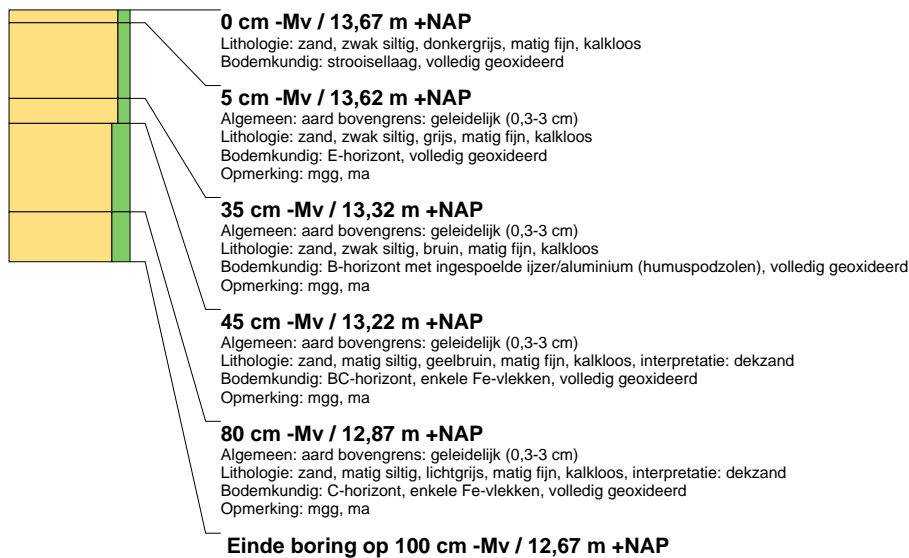 0 cm -Mv / 13,67 m +NAP
Lithologie: zand, zwak siltig, donkergrijs, matig fijn, kalkloos
Bodemkundig: strooisellaag, volledig geoxideerd
5 cm -Mv / 13,62 m +NAP
Algemeen: aard bovengrens: geleidelijk (0,3-3 cm)
Lithologie: zand, zwak siltig, grijs, matig fijn, kalkloos
Bodemkundig: E-horizont, volledig geoxideerd
Opmerking: mgg, ma
35 cm -Mv / 13,32 m +NAP
Algemeen: aard bovengrens: geleidelijk (0,3-3 cm)
Lithologie: zand, zwak siltig, bruin, matig fijn, kalkloos
Bodemkundig: B-horizont met ingespoelde ijzer/aluminium (humuspodzolen), volledig geoxideerd
Opmerking: mgg, ma
45 cm -Mv / 13,22 m +NAP
Algemeen: aard bovengrens: geleidelijk (0,3-3 cm)
Lithologie: zand, matig siltig, geelbruin, matig fijn, kalkloos, interpretatie: dekzand
Bodemkundig: BC-horizont, enkele Fe-vlekken, volledig geoxideerd
Opmerking: mgg, ma
80 cm -Mv / 12,87 m +NAP
Algemeen: aard bovengrens: geleidelijk (0,3-3 cm)
Lithologie: zand, matig siltig, lichtgrijs, matig fijn, kalkloos, interpretatie: dekzand
Bodemkundig: C-horizont, enkele Fe-vlekken, volledig geoxideerd
Opmerking: mgg, ma
Einde boring op 100 cm -Mv / 12,67 m +NAP